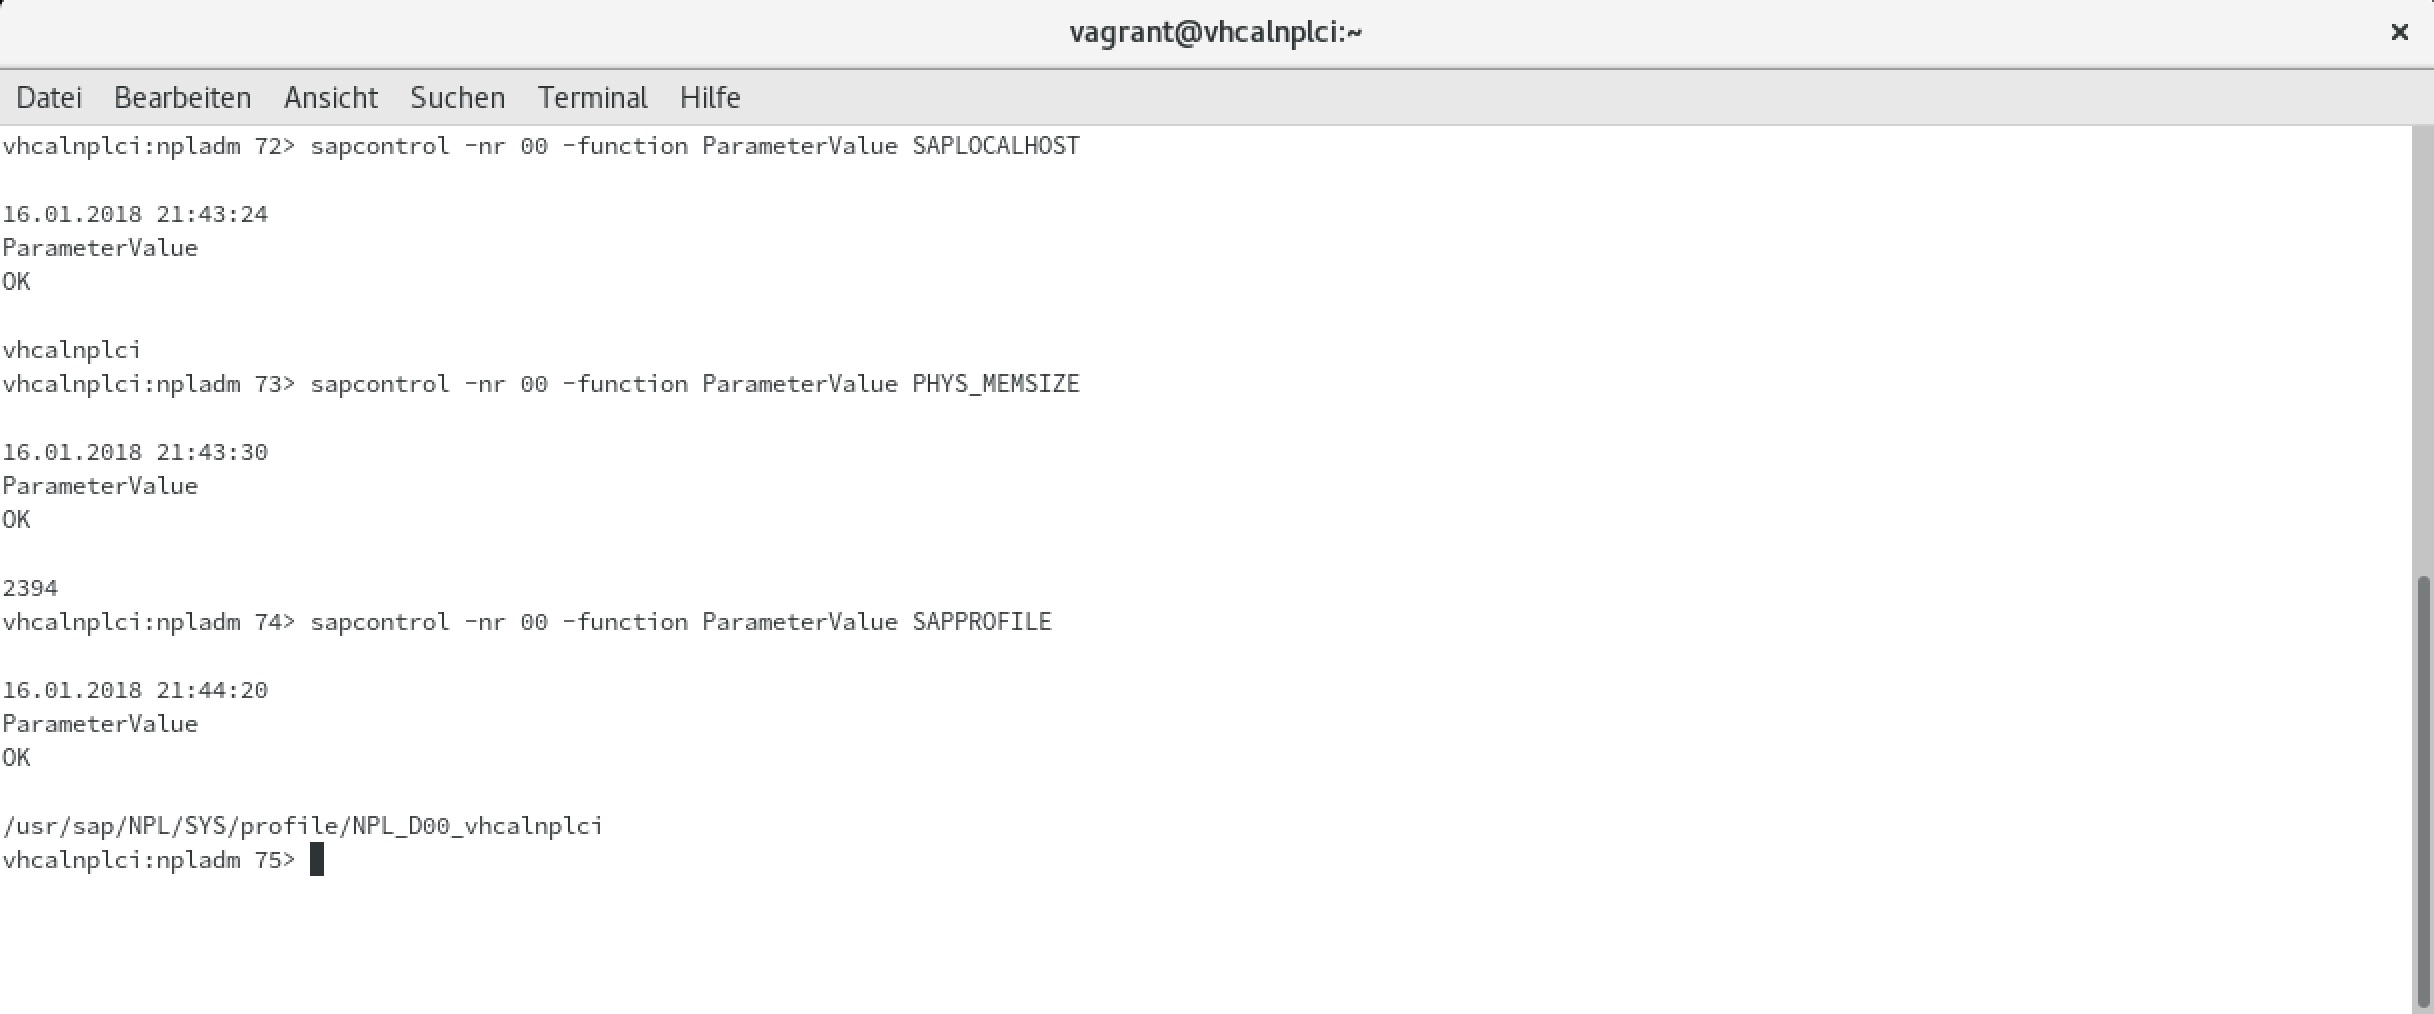 vagrant@vhcalnplci:~
Datei Bearbeiten Ansicht Suchen Terminal Hilfe
vhcalnplci:npladm 72> sapcontrol -nr 00 -function ParameterValue SAPLOCALHOST
16.01.2018 21:43:24
ParameterValue
OK
vhcalnplci
vhcalnplci:npladm 73> sapcontrol -nr 00 -function ParameterValue PHYS_MEMSIZE
16.01.2018 21:43:30
ParameterValue
OK
2394
vhcalnplci:npladm 74> sapcontrol -nr 00 -function ParameterValue SAPPROFILE
16.01.2018 21:44:20
ParameterValue
OK
/usr/sap/NPL/SYS/profile/NPL_D00_vhcalnplci
vhcalnplci:npladm 75>